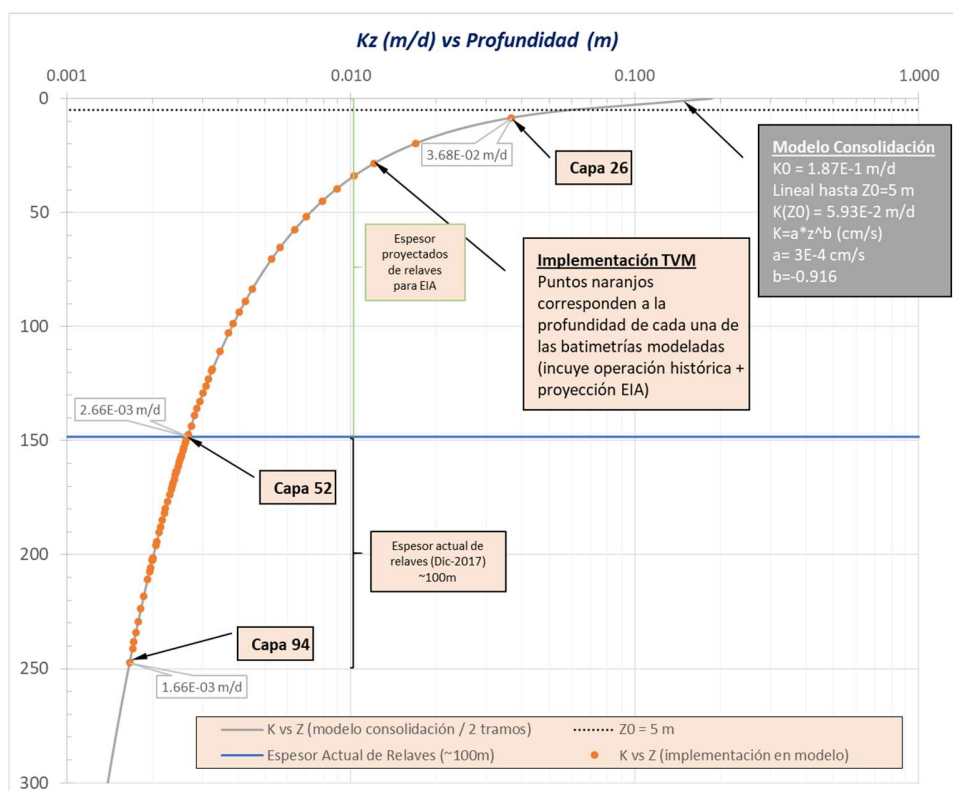 Kz (m/d) vs Profundidad (m)
0.001 0.010 0.100 1.000
0
50
100
150
200
250
300
3.68E-02 m/d
Capa 26
Modelo Consolidación
K0 = 1.87E-1 m/d
Lineal hasta Z0=5 m
K(Z0) = 5.93E-2 m/d
K=a*z^b (cm/s)
a= 3E-4 cm/s
b=-0.916
Espesor
proyectados
de relaves
para EIA
Implementación TVM
Puntos naranjos
corresponden a la
profundidad de cada una de
las batimetrías modeladas
(incluye operación histórica +
proyección EIA)
2.66E-03 m/d
Capa 52
Espesor actual de
relaves (Dic-2017)
~100m
Capa 94
1.66E-03 m/d
K vs Z (modelo consolidación / 2 tramos)
Z0 = 5 m
Espesor Actual de Relaves (~100m)
K vs Z (implementación en modelo)